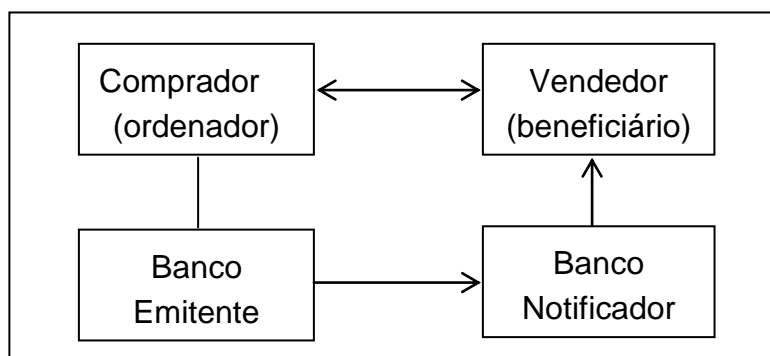 Comprador
(ordenador)
Vendedor
(beneficiário)
Banco
Emitente
Banco
Notificador